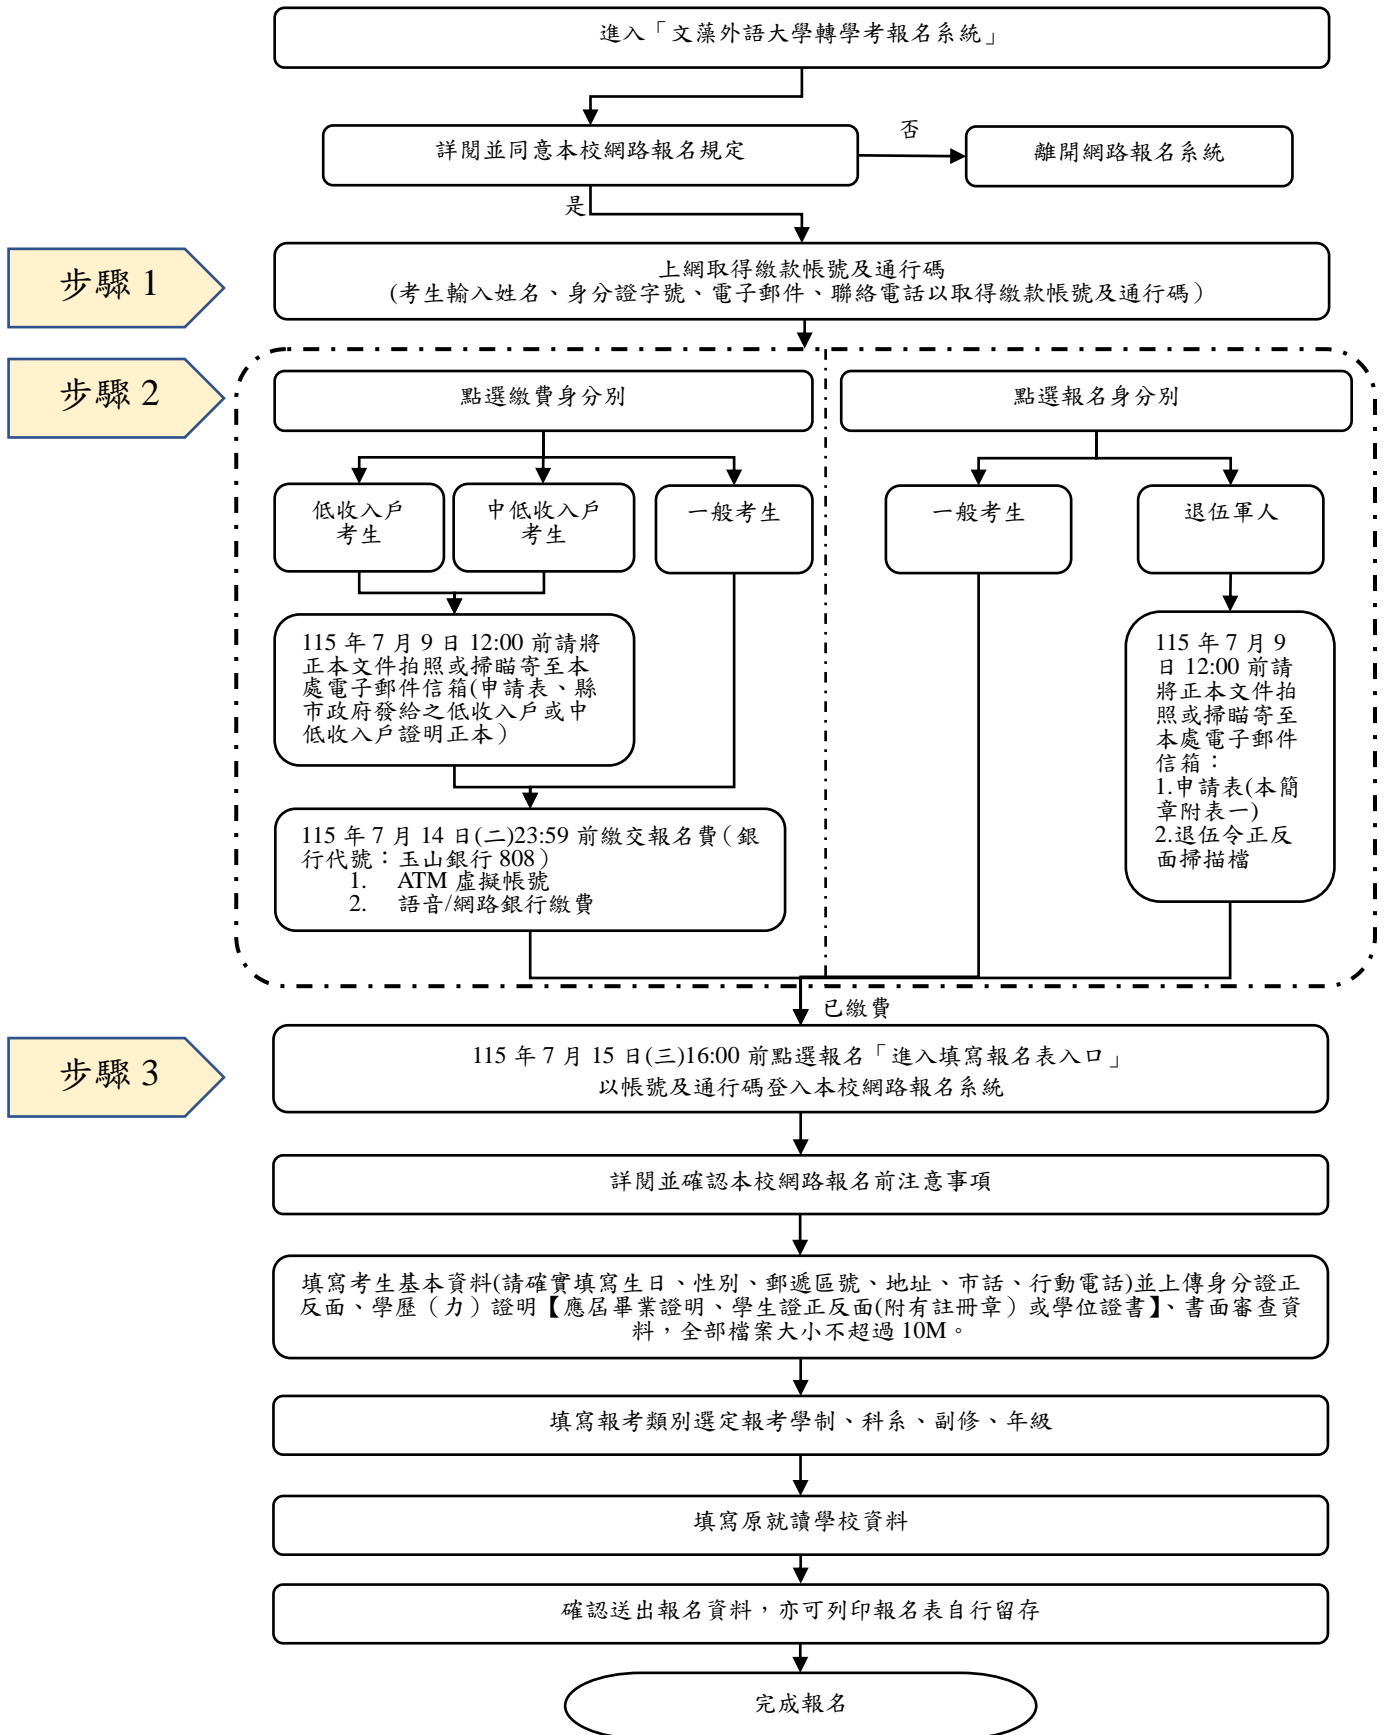 進入「文藻外語大學轉學考報名系統」
詳閱並同意本校網路報名規定
否
離開網路報名系統
是
步驟 1
上網取得繳款帳號及通行碼
(考生輸入姓名、身分證字號、電子郵件、聯絡電話以取得繳款帳號及通行碼）
步驟 2
點選繳費身分別
點選報名身分別
低收入戶
考生
中低收入戶
考生
一般考生
一般考生
退伍軍人
115 年 7 月 9 日 12:00 前請將
正本文件拍照或掃瞄寄至本
處電子郵件信箱(申請表、縣
市政府發給之低收入戶或中
低收入戶證明正本）
115 年 7 月 9
日 12:00 前請
將正本文件拍
照或掃瞄寄至
本處電子郵件
信箱：
1.申請表(本簡
章附表一)
2.退伍令正反
面掃描檔
115 年 7 月 14 日(二)23:59 前繳交報名費（銀
行代號：玉山銀行 808）
1. ATM 虛擬帳號
2. 語音/網路銀行繳費
已繳費
步驟 3
115 年 7 月 15 日(三)16:00 前點選報名「進入填寫報名表入口」
以帳號及通行碼登入本校網路報名系統
詳閱並確認本校網路報名前注意事項
填寫考生基本資料(請確實填寫生日、性別、郵遞區號、地址、市話、行動電話)並上傳身分證正
反面、學歷（力）證明【應屆畢業證明、學生證正反面(附有註冊章）或學位證書】、書面審查資
料，全部檔案大小不超過 10M。
填寫報考類別選定報考學制、科系、副修、年級
填寫原就讀學校資料
確認送出報名資料，亦可列印報名表自行留存
完成報名